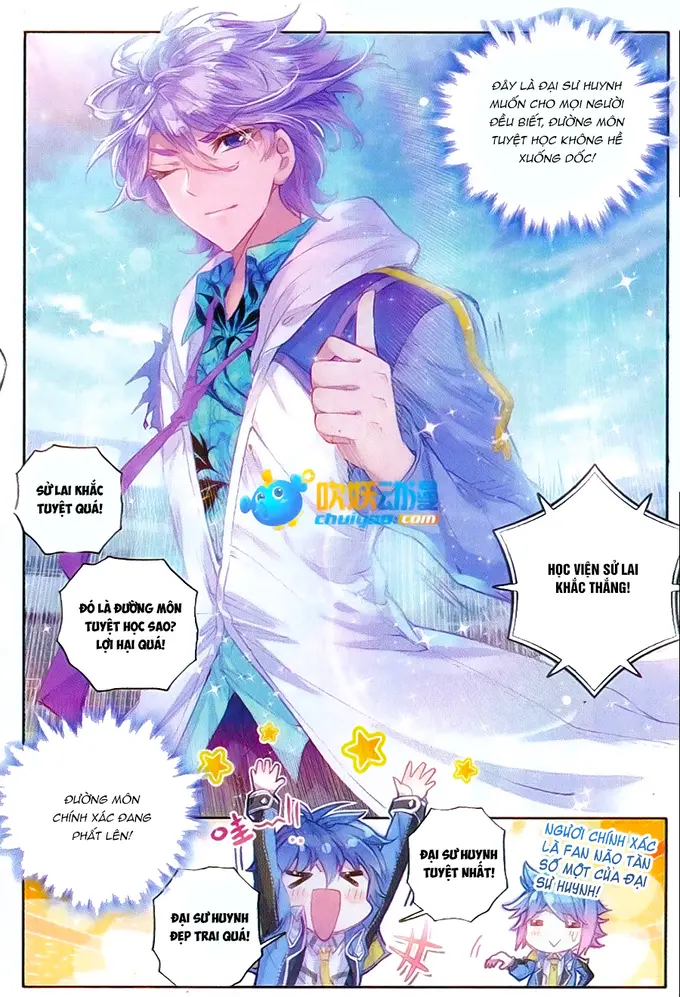 ĐÂY LÀ ĐẠI SƯ HUYNH
MUỐN CHO MỌI NGƯỜI
ĐỀU BIẾT, ĐƯỜNG MÔN
TUYỆT HỌC KHÔNG HỀ
XUỐNG DỐC!
SỬ LAI KHẮC
TUYỆT QUÁ!
吹妖动漫
chuiyao.com
HỌC VIỆN SỬ LAI
KHẮC THẮNG!
ĐÓ LÀ ĐƯỜNG MÔN
TUYỆT HỌC SAO?
LỢI HẠI QUÁ!
ĐƯỜNG MÔN
CHÍNH XÁC ĐANG
PHẤT LÊN!
哇~!!
ĐẠI SƯ HUYNH
TUYỆT NHẤT!
ĐẠI SƯ HUYNH
ĐẸP TRAI QUÁ!
NGƯƠI CHÍNH XÁC
LÀ FAN NÃO TÀN
SỐ MỘT CỦA ĐẠI
SƯ HUYNH!